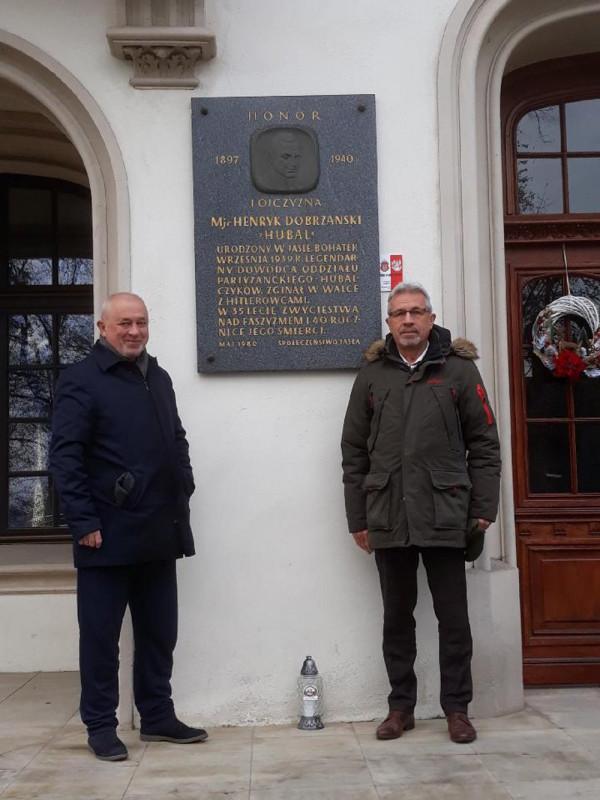 HONOR
1897 1940
I OJCZYZNA
Mjr HENRYK DOBRZAŃSKI
"HUBAL"
URODZONY W JAŚLE BOHATER
WRZEŚNIA 1939 R. LEGENDAR
NY DOWÓDCA ODDZIAŁU
PARTYZANCKIEGO "HUBAL
CZYKÓW" ZGINĄŁ W WALCE
Z HITLEROWCAMI.
W 35 LECIE ZWYCIĘSTWA
NAD FASZYZMEM I 40 ROCZ
NICĘ JEGO ŚMIERCI.
MAJ 1980 SPOŁECZEŃSTWO JASŁA